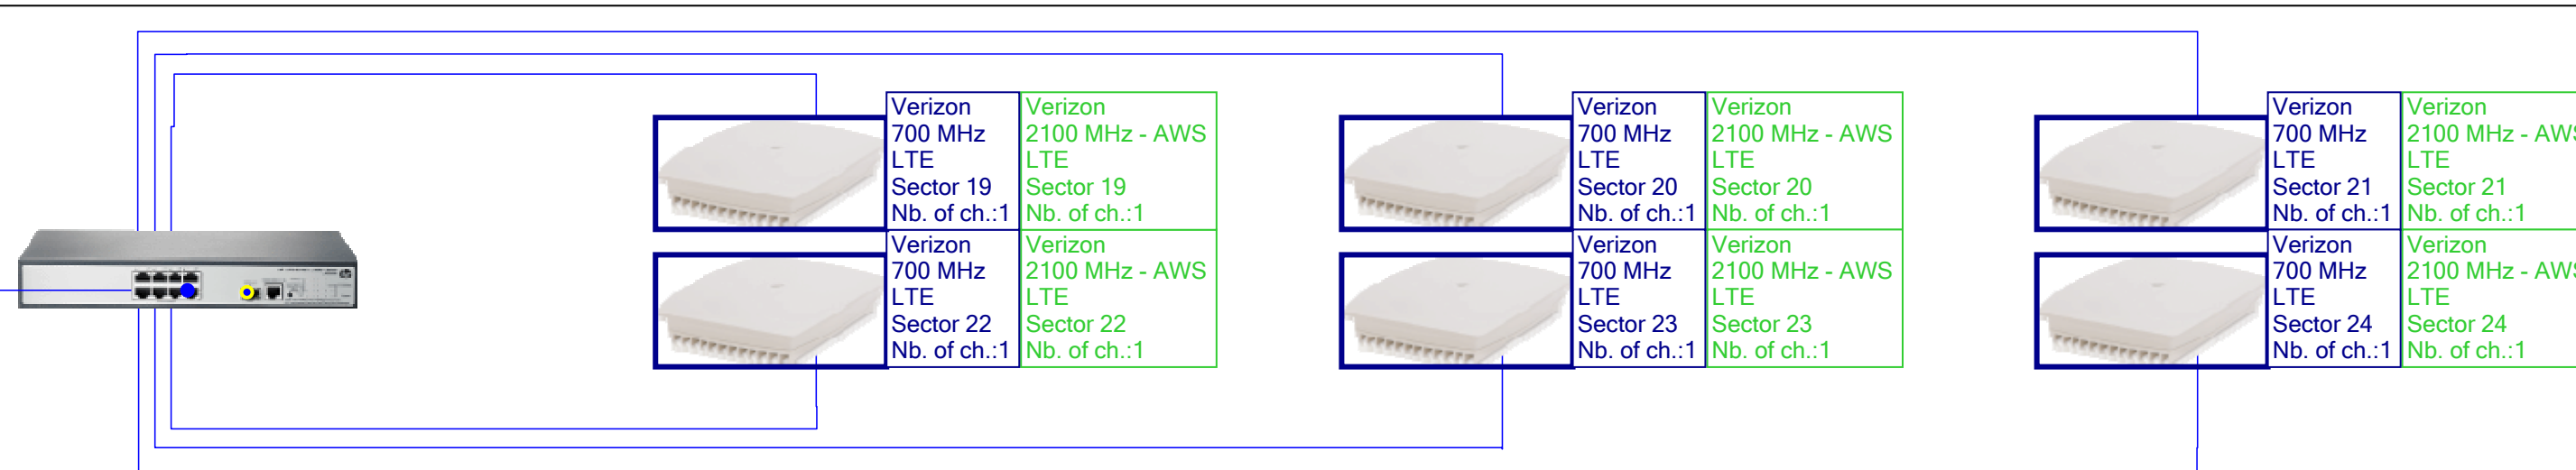 Verizon
700 MHz
LTE
Sector 19
Nb. of ch.:1
Verizon
2100 MHz - AWS
LTE
Sector 19
Nb. of ch.:1
Verizon
700 MHz
LTE
Sector 20
Nb. of ch.:1
Verizon
2100 MHz - AWS
LTE
Sector 20
Nb. of ch.:1
Verizon
700 MHz
LTE
Sector 21
Nb. of ch.:1
Verizon
2100 MHz - AWS
LTE
Sector 21
Nb. of ch.:1
Verizon
700 MHz
LTE
Sector 22
Nb. of ch.:1
Verizon
2100 MHz - AWS
LTE
Sector 22
Nb. of ch.:1
Verizon
700 MHz
LTE
Sector 23
Nb. of ch.:1
Verizon
2100 MHz - AWS
LTE
Sector 23
Nb. of ch.:1
Verizon
700 MHz
LTE
Sector 24
Nb. of ch.:1
Verizon
2100 MHz - AWS
LTE
Sector 24
Nb. of ch.:1